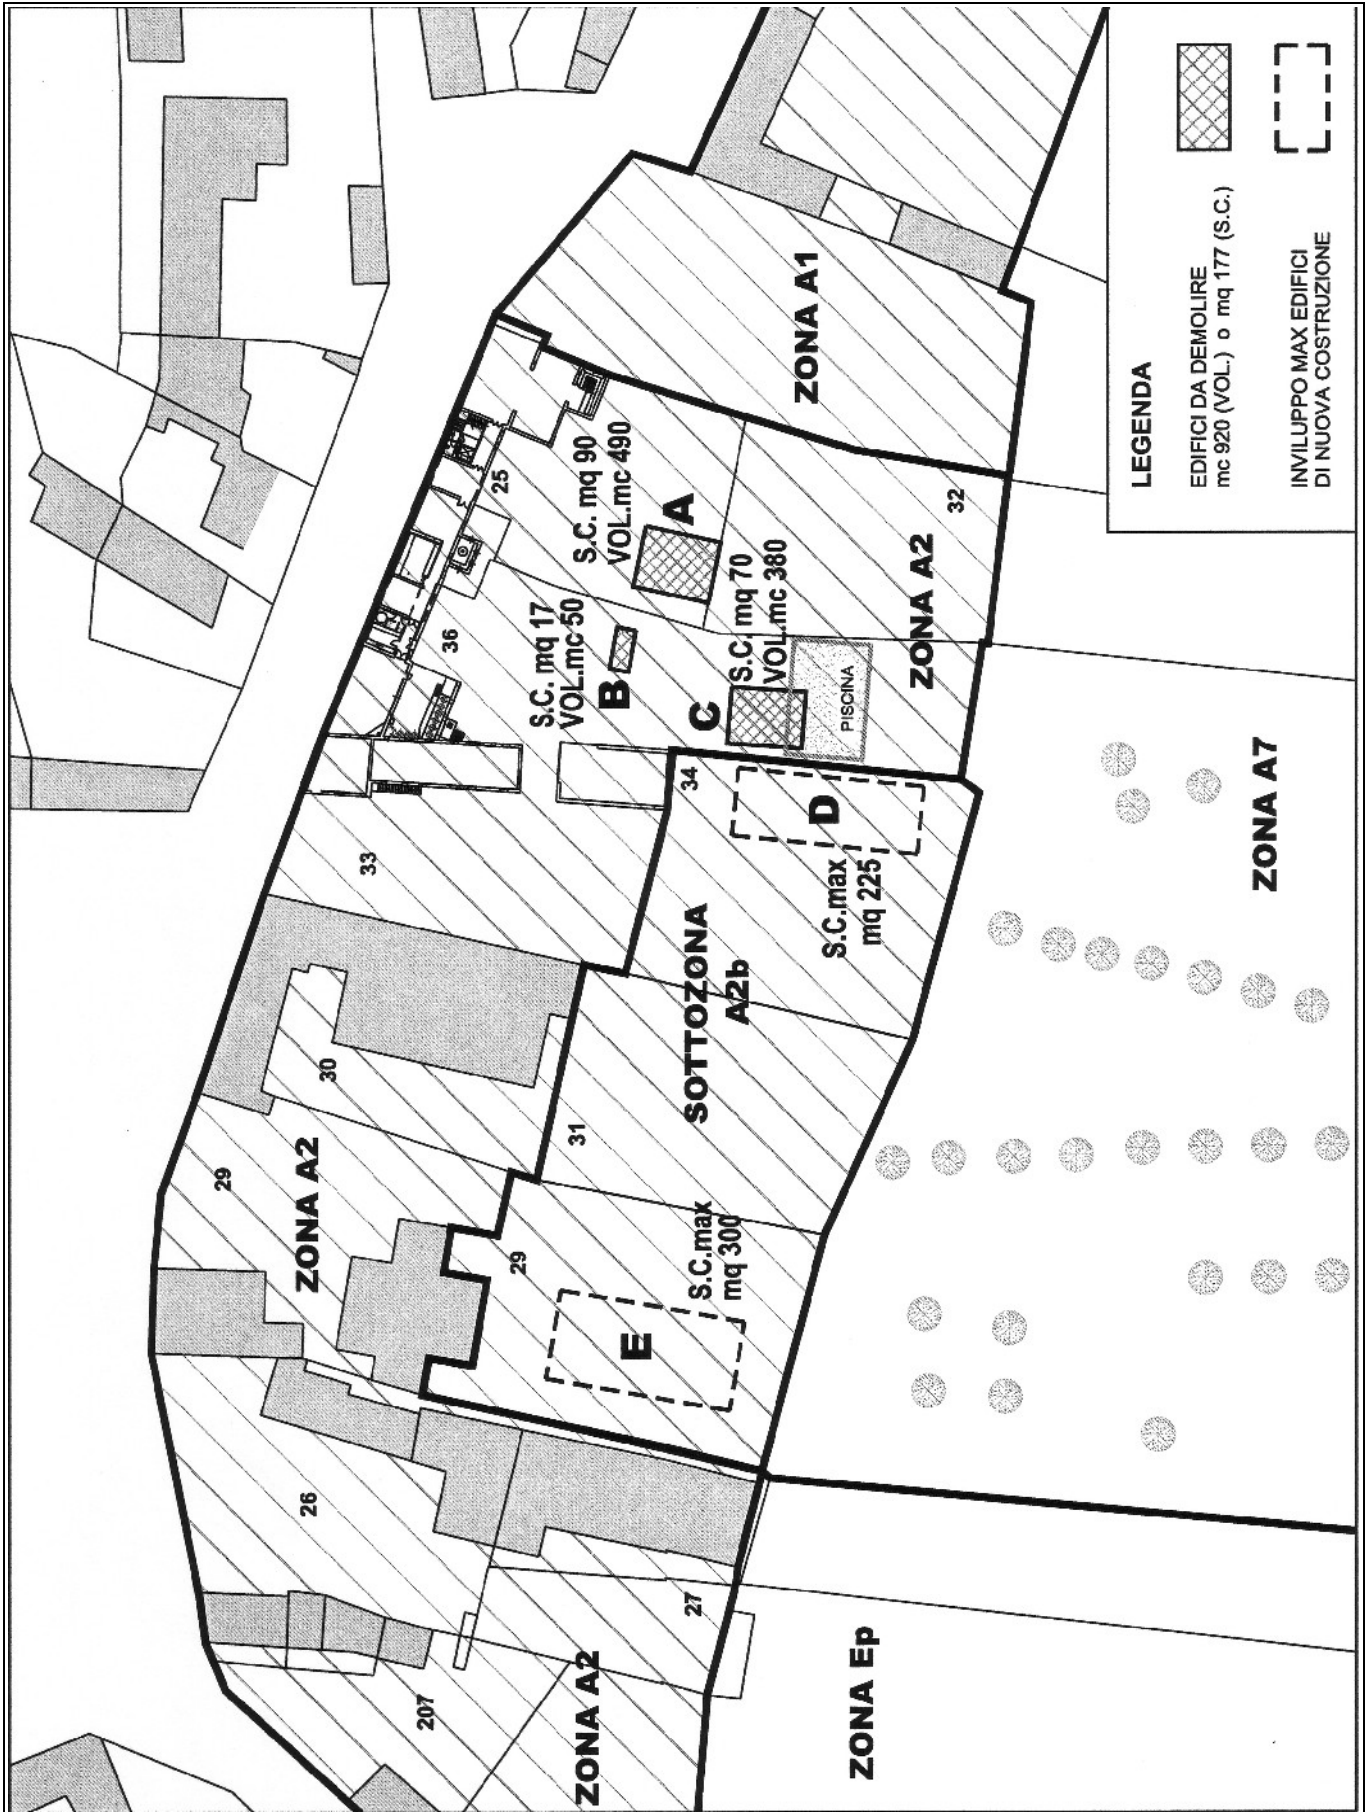 ZONA A1
25
S.C. mq 90
VOL.mc 490
A
32
36
S.C. mq 17
VOL.mc 50
B
S.C. mq 70
VOL.mc 380
C
PISCINA
ZONA A2
33
34
D
S.C.max
mq 225
SOTTOZONA
A2b
30
31
29
ZONA A2
29
S.C.max
mq 300
E
26
27
207
ZONA A2
ZONA Ep
ZONA A7
LEGENDA
EDIFICI DA DEMOLIRE
mc 920 (VOL.) o mq 177 (S.C.)
INVILUPPO MAX EDIFICI
DI NUOVA COSTRUZIONE